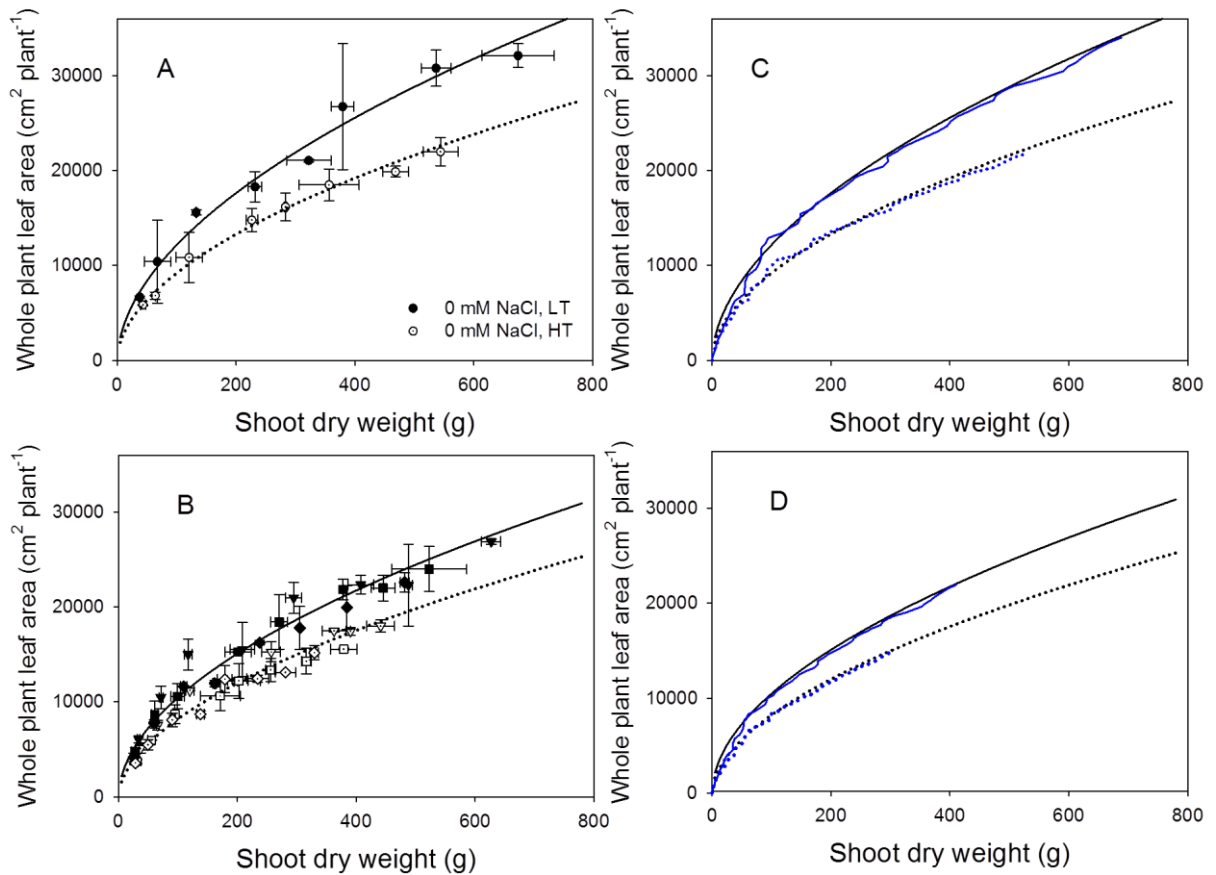 Whole plant leaf area (cm² plant⁻¹)
30000
20000
10000
0
A
0 mM NaCl, LT
0 mM NaCl, HT
0 200 400 600 800
Shoot dry weight (g)
Whole plant leaf area (cm² plant⁻¹)
30000
20000
10000
0
C
0 200 400 600 800
Shoot dry weight (g)
Whole plant leaf area (cm² plant⁻¹)
30000
20000
10000
0
B
0 200 400 600 800
Shoot dry weight (g)
Whole plant leaf area (cm² plant⁻¹)
30000
20000
10000
0
D
0 200 400 600 800
Shoot dry weight (g)